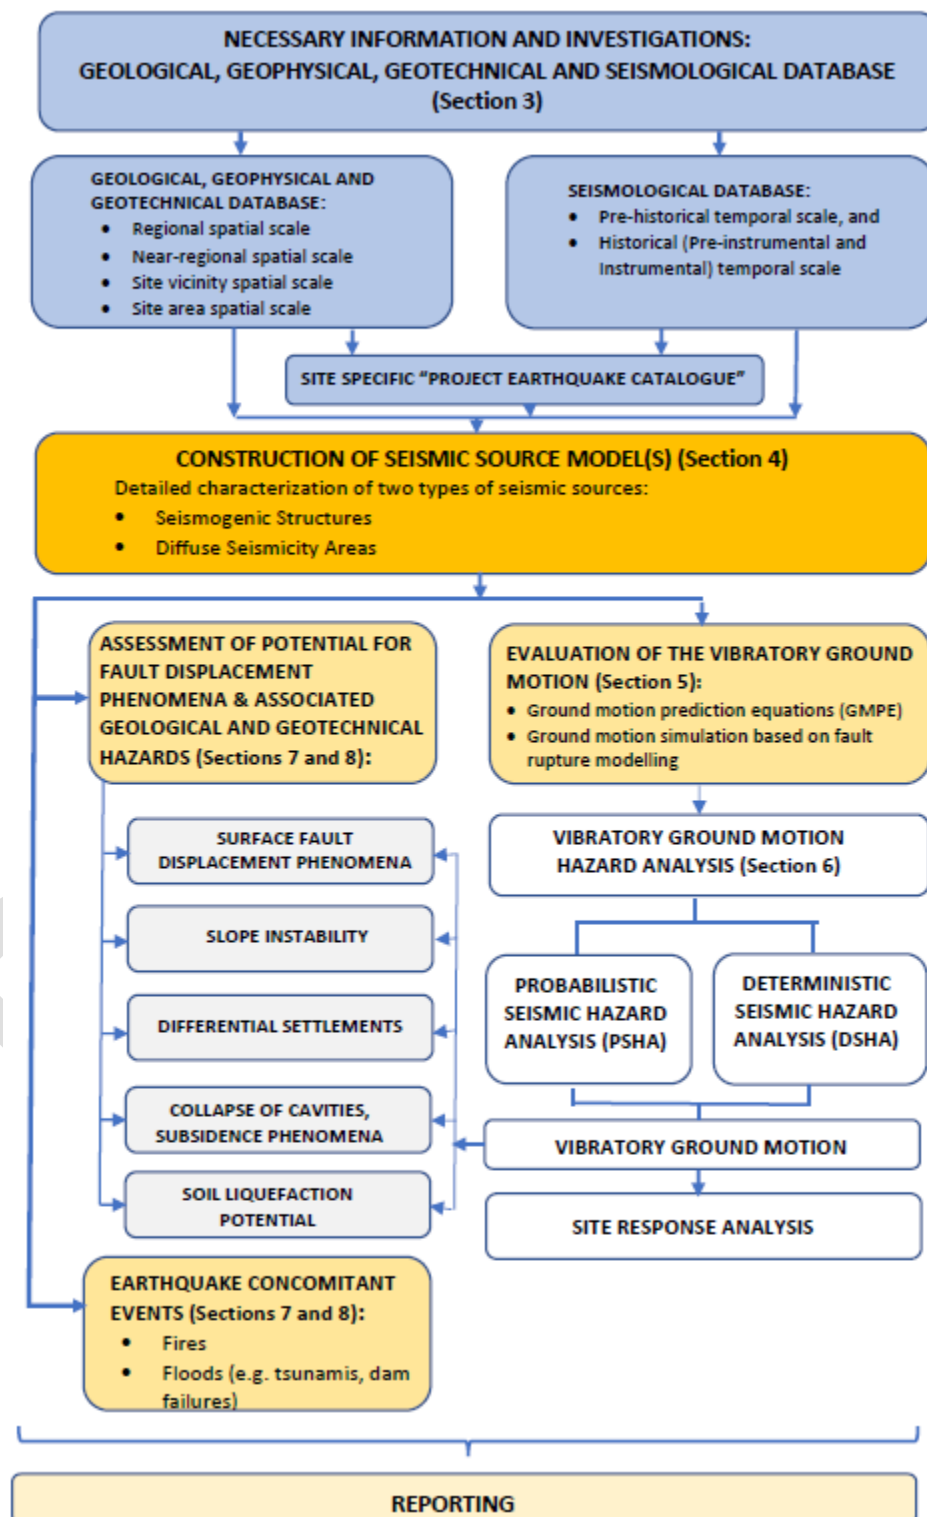 NECESSARY INFORMATION AND INVESTIGATIONS:
GEOLOGICAL, GEOPHYSICAL, GEOTECHNICAL AND SEISMOLOGICAL DATABASE
(Section 3)
GEOLOGICAL, GEOPHYSICAL AND
GEOTECHNICAL DATABASE:
• Regional spatial scale
• Near-regional spatial scale
• Site vicinity spatial scale
• Site area spatial scale
SEISMOLOGICAL DATABASE:
• Pre-historical temporal scale, and
• Historical (Pre-instrumental and
Instrumental) temporal scale
SITE SPECIFIC “PROJECT EARTHQUAKE CATALOGUE”
CONSTRUCTION OF SEISMIC SOURCE MODEL(S) (Section 4)
Detailed characterization of two types of seismic sources:
• Seismogenic Structures
• Diffuse Seismicity Areas
ASSESSMENT OF POTENTIAL FOR
FAULT DISPLACEMENT
PHENOMENA & ASSOCIATED
GEOLOGICAL AND GEOTECHNICAL
HAZARDS (Sections 7 and 8):
SURFACE FAULT
DISPLACEMENT PHENOMENA
SLOPE INSTABILITY
DIFFERENTIAL SETTLEMENTS
COLLAPSE OF CAVITIES,
SUBSIDENCE PHENOMENA
SOIL LIQUEFACTION
POTENTIAL
EVALUATION OF THE VIBRATORY GROUND
MOTION (Section 5):
• Ground motion prediction equations (GMPE)
• Ground motion simulation based on fault
rupture modelling
VIBRATORY GROUND MOTION
HAZARD ANALYSIS (Section 6)
PROBABILISTIC
SEISMIC HAZARD
ANALYSIS (PSHA)
DETERMINISTIC
SEISMIC HAZARD
ANALYSIS (DSHA)
VIBRATORY GROUND MOTION
SITE RESPONSE ANALYSIS
EARTHQUAKE CONCOMITANT
EVENTS (Sections 7 and 8):
• Fires
• Floods (e.g. tsunamis, dam
failures)
REPORTING